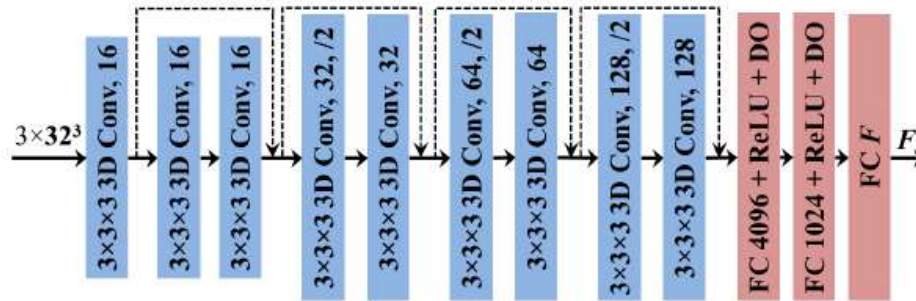 3×32³
3×3×3 3D Conv, 16
3×3×3 3D Conv, 16
3×3×3 3D Conv, 16
3×3×3 3D Conv, 32, /2
3×3×3 3D Conv, 32
3×3×3 3D Conv, 64, /2
3×3×3 3D Conv, 64
3×3×3 3D Conv, 128, /2
3×3×3 3D Conv, 128
FC 4096 + ReLU + DO
FC 1024 + ReLU + DO
FC F